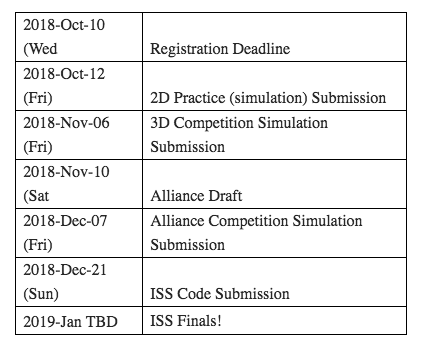 2018-Oct-10
(Wed Registration Deadline
2018-Oct-12
(Fri) 2D Practice (simulation) Submission
2018-Nov-06 3D Competition Simulation
(Fri) Submission
2018-Nov-10
(Sat Alliance Draft
2018-Dec-07 Alliance Competition Simulation
(Fri) Submission
2018-Dec-21
(Sun) ISS Code Submission
2019-Jan TBD ISS Finals!